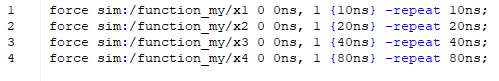 1 force sim:/function_my/x1 0 0ns, 1 {10ns} -repeat 10ns;
2 force sim:/function_my/x2 0 0ns, 1 {20ns} -repeat 20ns;
3 force sim:/function_my/x3 0 0ns, 1 {40ns} -repeat 40ns;
4 force sim:/function_my/x4 0 0ns, 1 {80ns} -repeat 80ns;